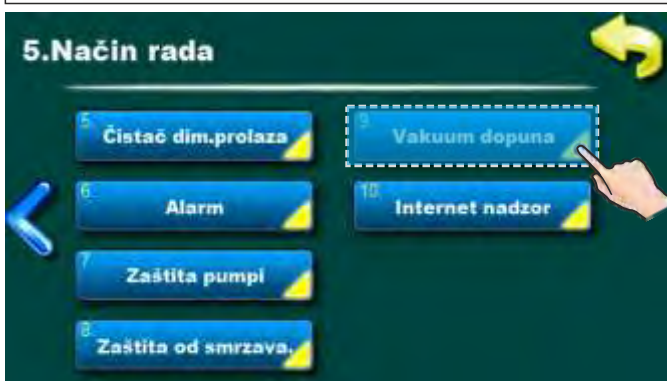 5.Način rada
5
Čistač dim.prolaza
6
Alarm
7
Zaštita pumpi
8
Zaštita od smrzava.
9
Vakuum dopuna
10
Internet nadzor